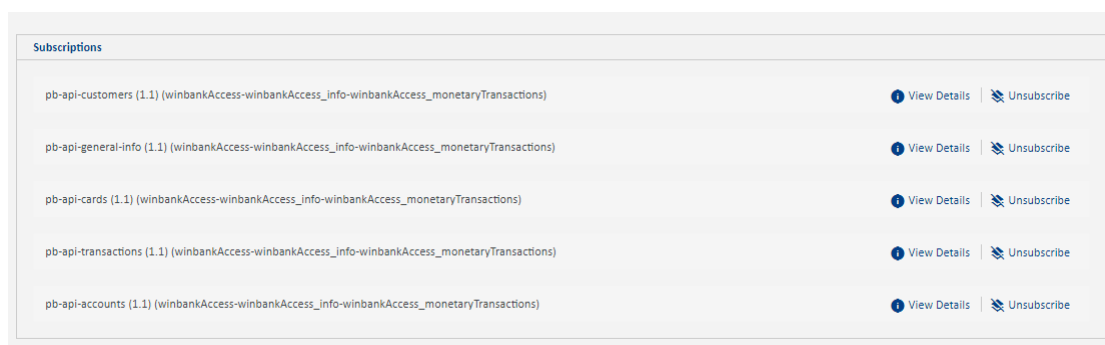 Subscriptions
pb-api-customers (1.1) (winbankAccess-winbankAccess_info-winbankAccess_monetaryTransactions) View Details Unsubscribe
pb-api-general-info (1.1) (winbankAccess-winbankAccess_info-winbankAccess_monetaryTransactions) View Details Unsubscribe
pb-api-cards (1.1) (winbankAccess-winbankAccess_info-winbankAccess_monetaryTransactions) View Details Unsubscribe
pb-api-transactions (1.1) (winbankAccess-winbankAccess_info-winbankAccess_monetaryTransactions) View Details Unsubscribe
pb-api-accounts (1.1) (winbankAccess-winbankAccess_info-winbankAccess_monetaryTransactions) View Details Unsubscribe